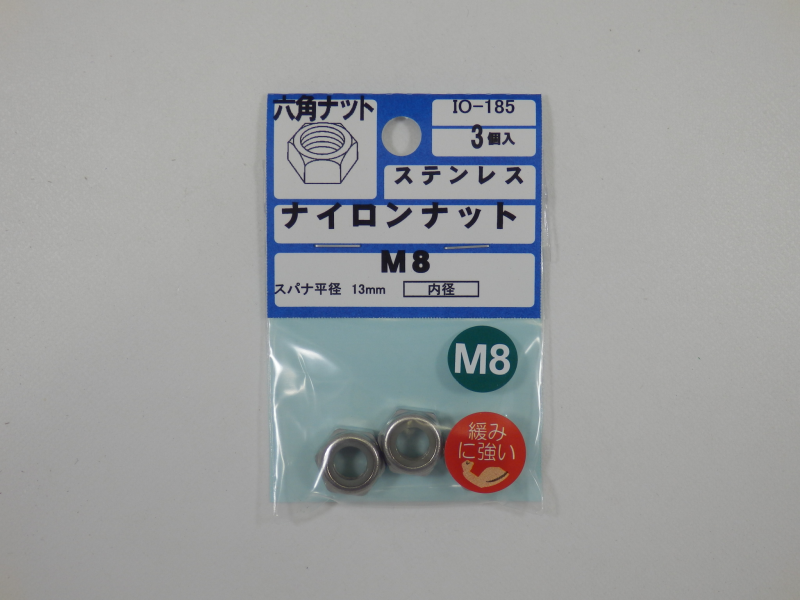 六角ナット
IO-185
3個入
ステンレス
ナイロンナット
M8
スパナ平径 13mm 内径
M8
緩み
に強い